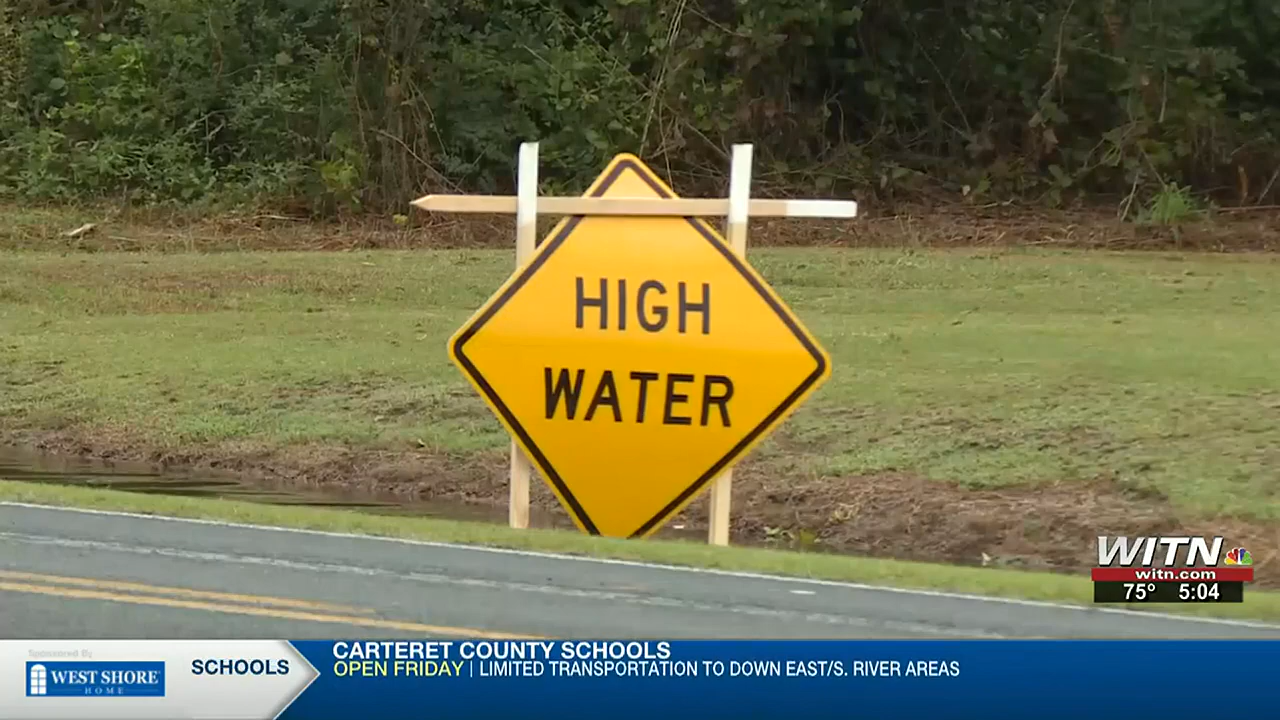 HIGH
WATER
WITN
witn.com
75° 5:04
Sponsored By
WEST SHORE
HOME
SCHOOLS
CARTERET COUNTY SCHOOLS
OPEN FRIDAY | LIMITED TRANSPORTATION TO DOWN EAST/S. RIVER AREAS